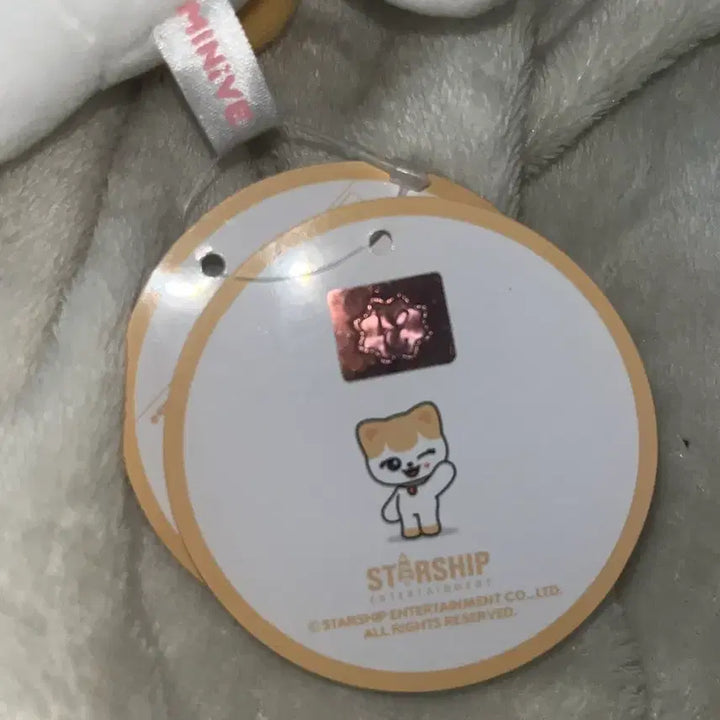 MINiVE
STARSHIP
ENTERTAINMENT
© STARSHIP ENTERTAINMENT CO., LTD.
ALL RIGHTS RESERVED.